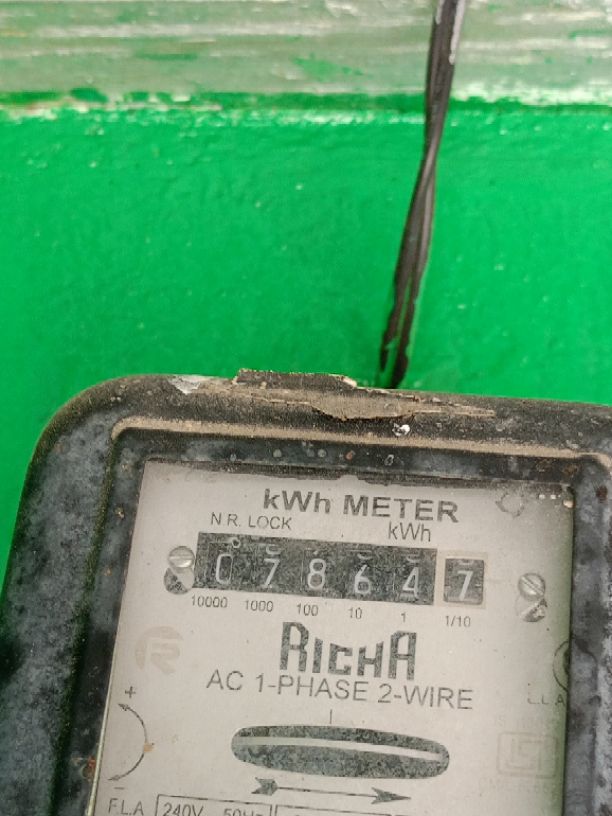 kWh METER
N R. LOCK kWh
0 7 8 6 4 7
10000 1000 100 10 1 1/10
RICHA
AC 1-PHASE 2-WIRE
+
F.L.A 240V 50Hz